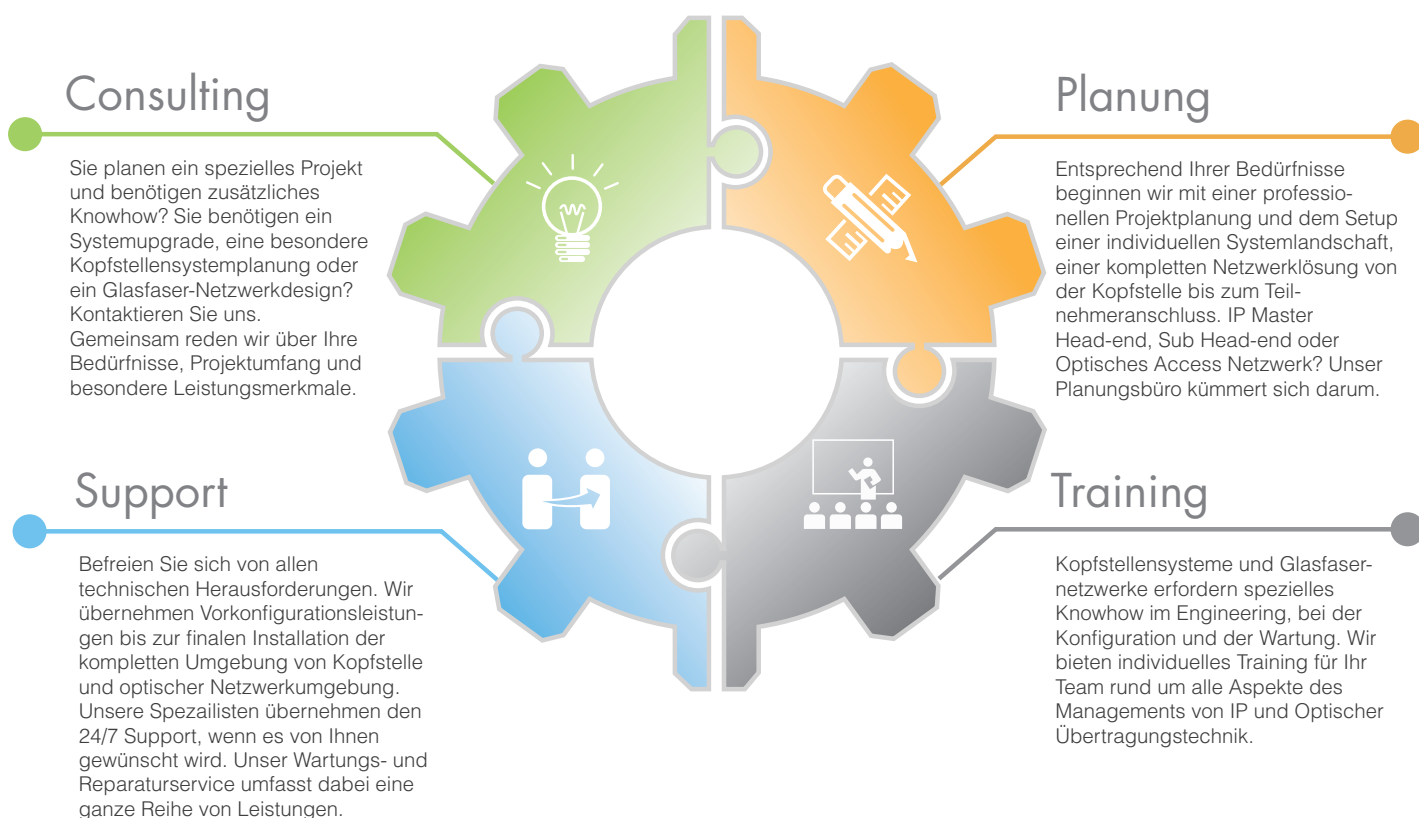 Consulting
Sie planen ein spezielles Projekt
und benötigen zusätzliches
Knowhow? Sie benötigen ein
Systemupgrade, eine besondere
Kopfstellensystemplanung oder
ein Glasfaser-Netzwerkdesign?
Kontaktieren Sie uns.
Gemeinsam reden wir über Ihre
Bedürfnisse, Projektumfang und
besondere Leistungsmerkmale.
Planung
Entsprechend Ihrer Bedürfnisse
beginnen wir mit einer professio-
nellen Projektplanung und dem Setup
einer individuellen Systemlandschaft,
einer kompletten Netzwerklösung von
der Kopfstelle bis zum Teil-
nehmeranschluss. IP Master
Head-end, Sub Head-end oder
Optisches Access Netzwerk? Unser
Planungsbüro kümmert sich darum.
Support
Befreien Sie sich von allen
technischen Herausforderungen. Wir
übernehmen Vorkonfigurationsleistun-
gen bis zur finalen Installation der
kompletten Umgebung von Kopfstelle
und optischer Netzwerkumgebung.
Unsere Spezailisten übernehmen den
24/7 Support, wenn es von Ihnen
gewünscht wird. Unser Wartungs- und
Reparaturservice umfasst dabei eine
ganze Reihe von Leistungen.
Training
Kopfstellensysteme und Glasfaser-
netzwerke erfordern spezielles
Knowhow im Engineering, bei der
Konfiguration und der Wartung. Wir
bieten individuelles Training für Ihr
Team rund um alle Aspekte des
Managements von IP und Optischer
Übertragungstechnik.